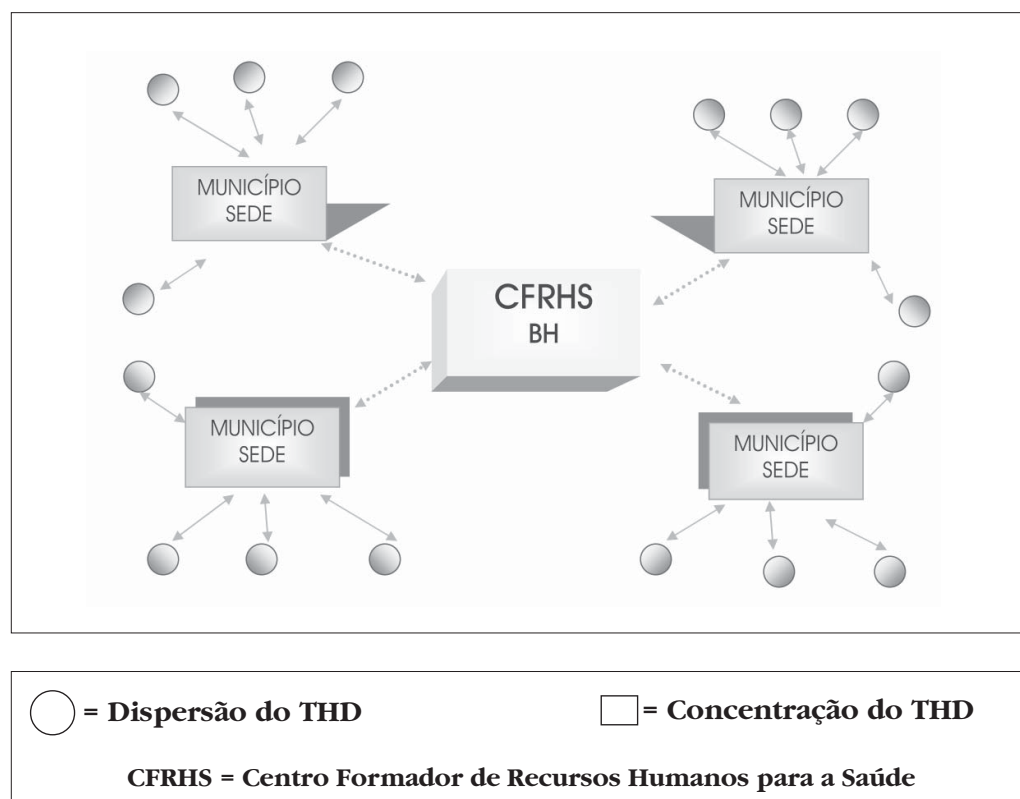 MUNICÍPIO
SEDE
MUNICÍPIO
SEDE
CFRHS
BH
MUNICÍPIO
SEDE
MUNICÍPIO
SEDE
= Dispersão do THD
= Concentração do THD
CFRHS = Centro Formador de Recursos Humanos para a Saúde